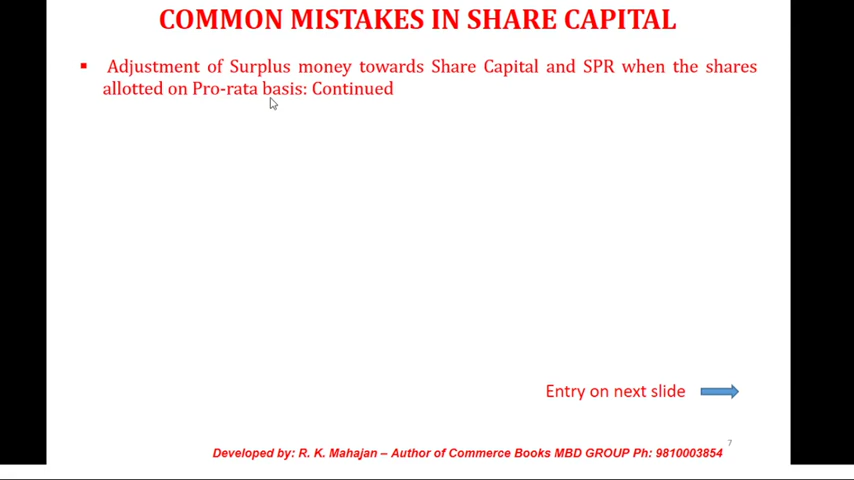 COMMON MISTAKES IN SHARE CAPITAL
▪ Adjustment of Surplus money towards Share Capital and SPR when the shares
allotted on Pro-rata basis: Continued
Entry on next slide
7
Developed by: R. K. Mahajan – Author of Commerce Books MBD GROUP Ph: 9810003854